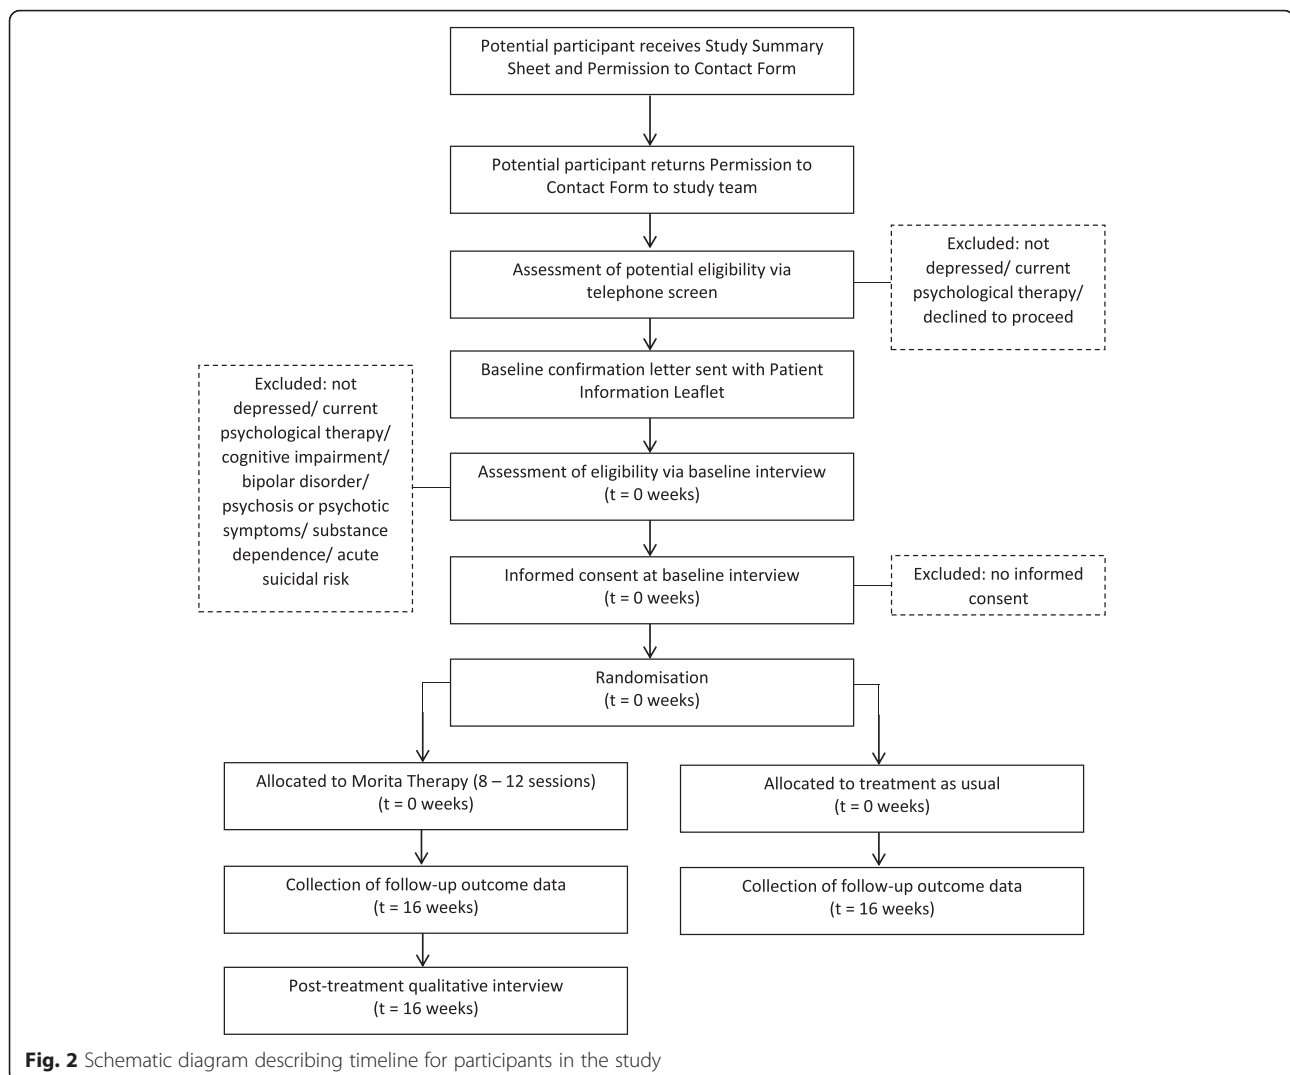 Potential participant receives Study Summary
Sheet and Permission to Contact Form
Potential participant returns Permission to
Contact Form to study team
Assessment of potential eligibility via
telephone screen
Excluded: not
depressed/ current
psychological therapy/
declined to proceed
Baseline confirmation letter sent with Patient
Information Leaflet
Excluded: not
depressed/ current
psychological therapy/
cognitive impairment/
bipolar disorder/
psychosis or psychotic
symptoms/ substance
dependence/ acute
suicidal risk
Assessment of eligibility via baseline interview
(t = 0 weeks)
Informed consent at baseline interview
(t = 0 weeks)
Excluded: no informed
consent
Randomisation
(t = 0 weeks)
Allocated to Morita Therapy (8 – 12 sessions)
(t = 0 weeks)
Allocated to treatment as usual
(t = 0 weeks)
Collection of follow-up outcome data
(t = 16 weeks)
Collection of follow-up outcome data
(t = 16 weeks)
Post-treatment qualitative interview
(t = 16 weeks)
Fig. 2 Schematic diagram describing timeline for participants in the study